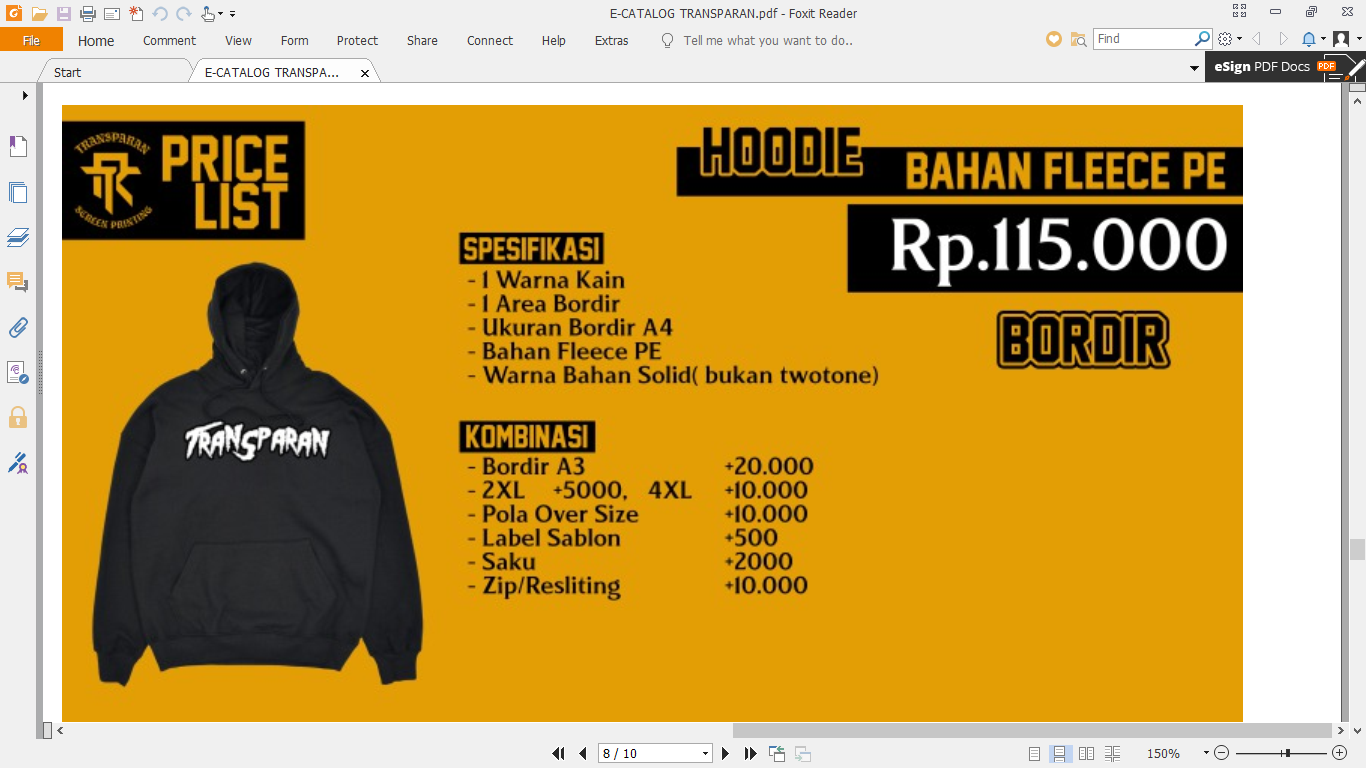 E-CATALOG TRANSPARAN.pdf - Foxit Reader
File Home Comment View Form Protect Share Connect Help Extras Tell me what you want to do.. Find
Start E-CATALOG TRANSPA... eSign PDF Docs PDF
TRANSPARAN
SCREEN PRINTING
PRICE
LIST
HOODIE
BAHAN FLEECE PE
Rp.115.000
BORDIR
SPESIFIKASI
- 1 Warna Kain
- 1 Area Bordir
- Ukuran Bordir A4
- Bahan Fleece PE
- Warna Bahan Solid( bukan twotone)
KOMBINASI
- Bordir A3 +20.000
- 2XL +5000, 4XL +10.000
- Pola Over Size +10.000
- Label Sablon +500
- Saku +2000
- Zip/Resliting +10.000
TRANSPARAN
8 / 10
150%